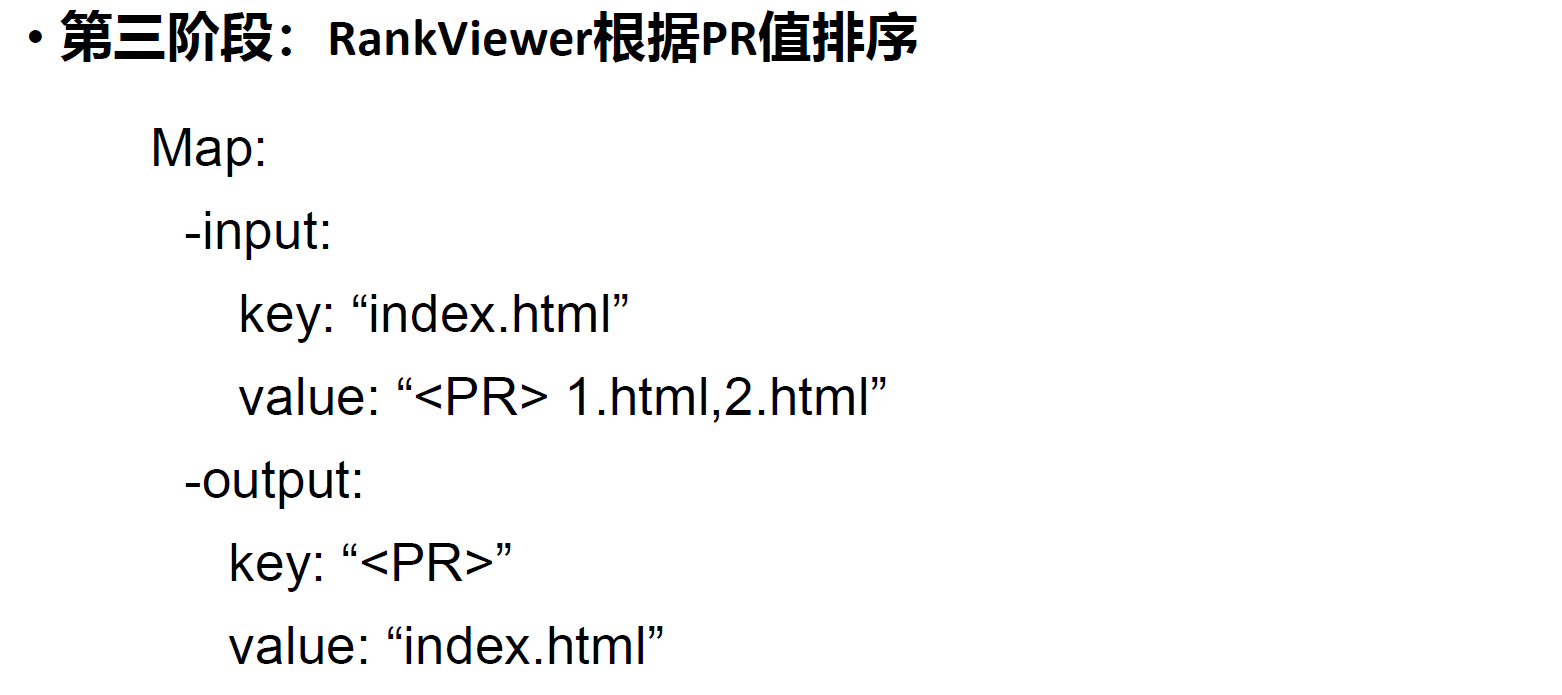 • 第三阶段：RankViewer根据PR值排序
Map:
-input:
key: “index.html”
value: “<PR> 1.html,2.html”
-output:
key: “<PR>”
value: “index.html”